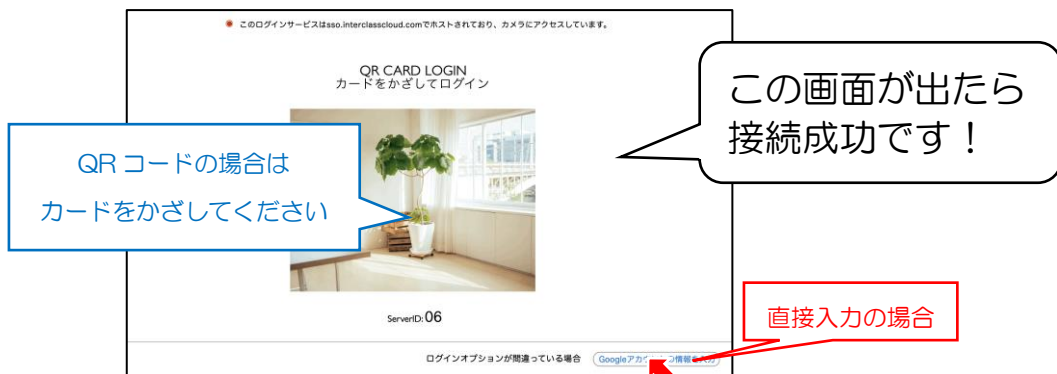 このログインサービスはsso.interclasscloud.comでホストされており、カメラにアクセスしています。
QR CARD LOGIN
カードをかざしてログイン
この画面が出たら
接続成功です！
QRコードの場合は
カードをかざしてください
ServerID: 06
直接入力の場合
ログインオプションが間違っている場合